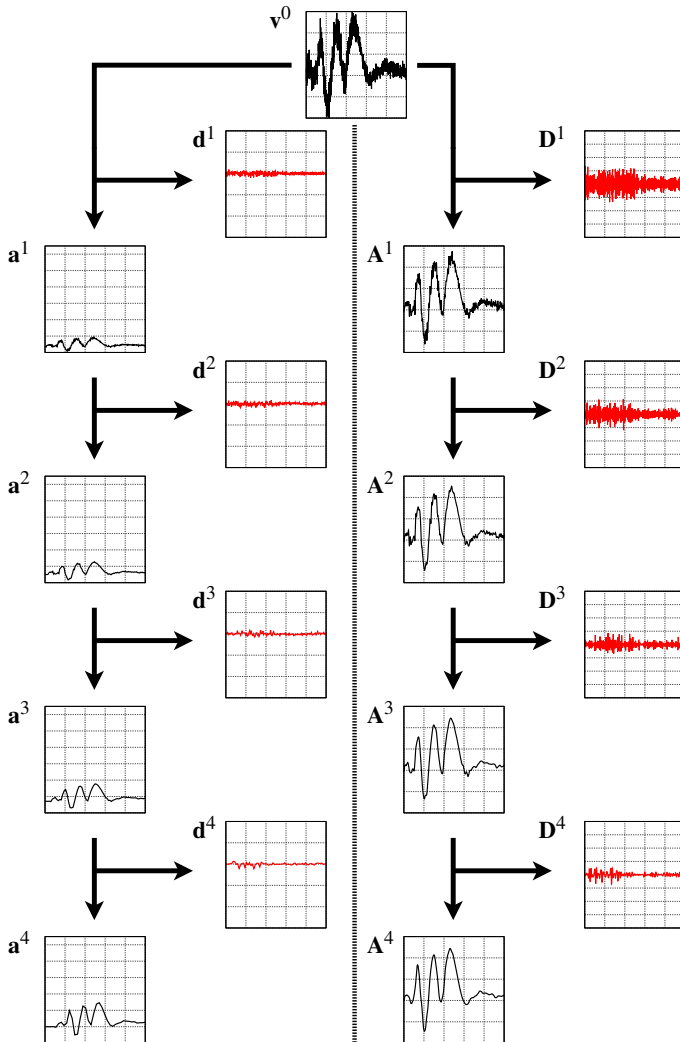 v⁰
d¹ D¹
a¹ A¹
d² D²
a² A²
d³ D³
a³ A³
d⁴ D⁴
a⁴ A⁴